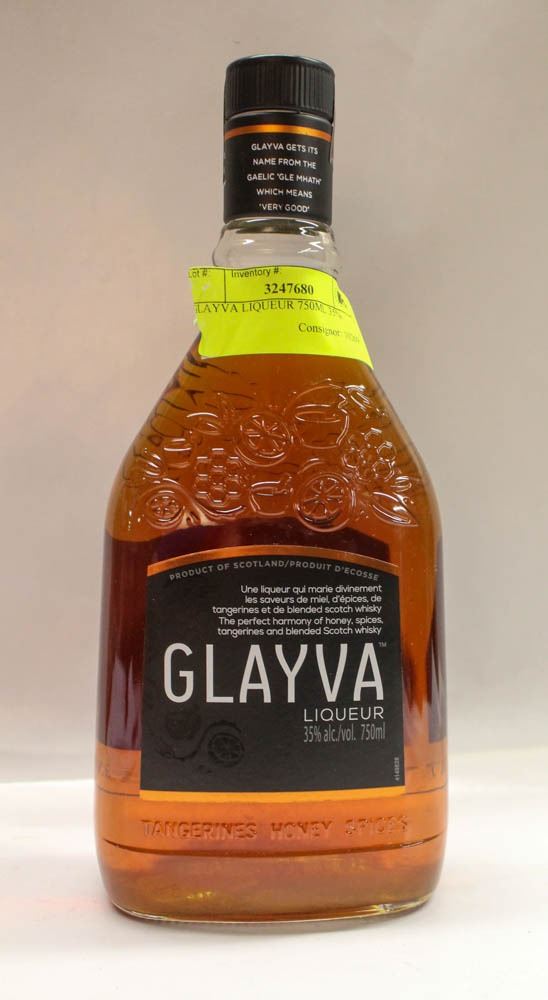 GLAYVA GETS ITS
NAME FROM THE
GAELIC 'GLE MHATH'
WHICH MEANS
'VERY GOOD'
Lot #: Inventory #:
3247680
GLAYVA LIQUEUR 750ML 35%
Consignor:
PRODUCT OF SCOTLAND/PRODUIT D'ECOSSE
Une liqueur qui marie divinement
les saveurs de miel, d'épices, de
tangerines et de blended scotch whisky
The perfect harmony of honey, spices,
tangerines and blended Scotch whisky
GLAYVA™
LIQUEUR
35% alc./vol. 750ml
TANGERINES HONEY SPICES